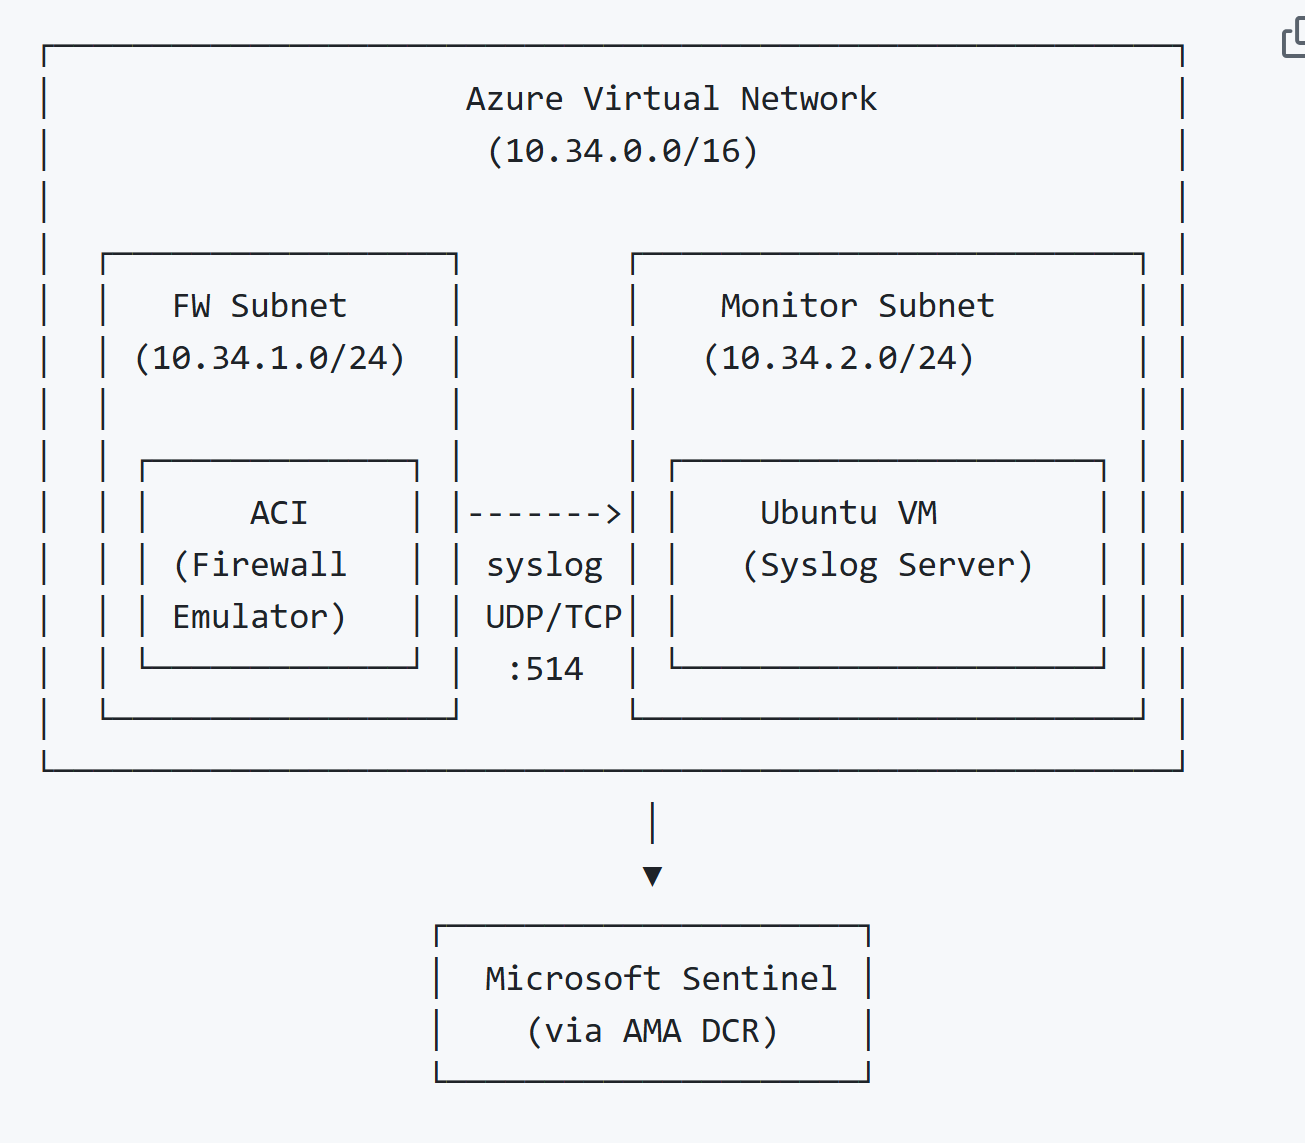 Azure Virtual Network
(10.34.0.0/16)
FW Subnet
(10.34.1.0/24)
ACI
(Firewall
Emulator)
------->
syslog
UDP/TCP
:514
Monitor Subnet
(10.34.2.0/24)
Ubuntu VM
(Syslog Server)
Microsoft Sentinel
(via AMA DCR)